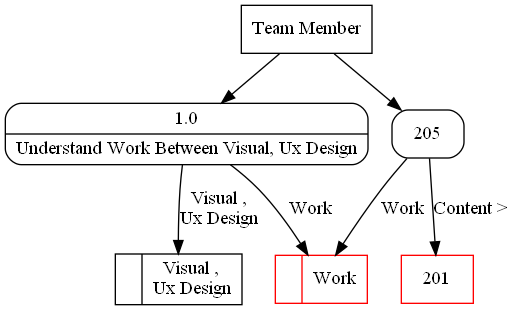 Team Member
1.0
Understand Work Between Visual, Ux Design
205
Visual ,
Ux Design
Work
Work
Content >
Visual ,
Ux Design
Work
201